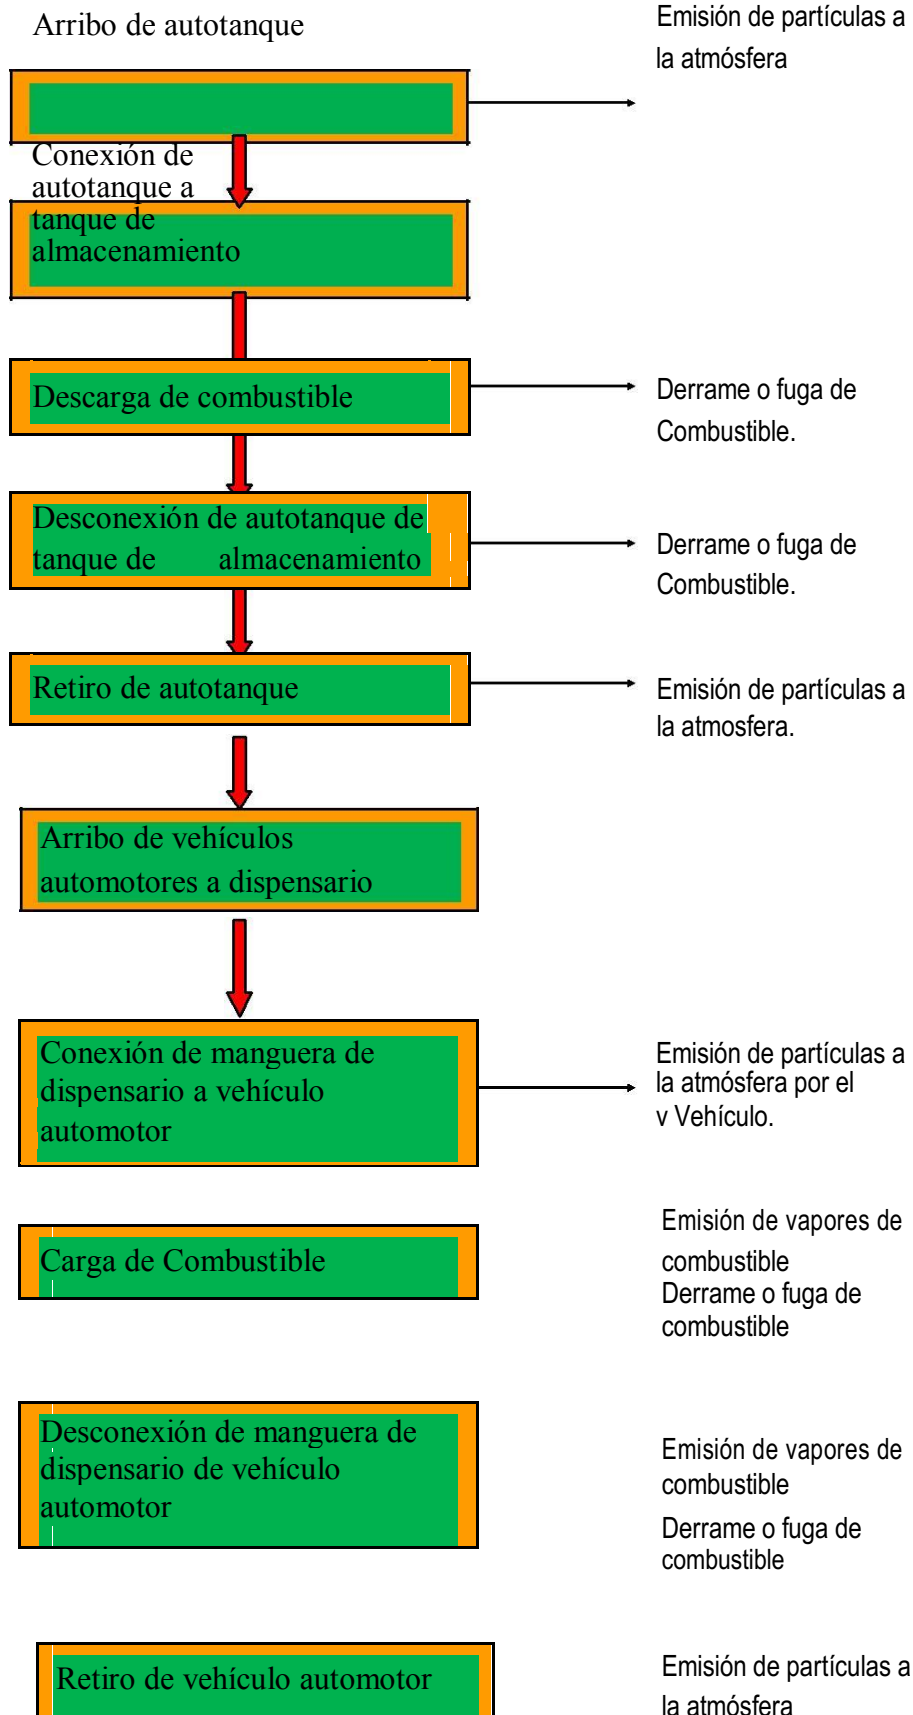 Arribo de autotanque
Emisión de partículas a
la atmósfera
Conexión de
autotanque a
tanque de
almacenamiento
Descarga de combustible
Derrame o fuga de
Combustible.
Desconexión de autotanque de
tanque de almacenamiento
Derrame o fuga de
Combustible.
Retiro de autotanque
Emisión de partículas a
la atmosfera.
Arribo de vehículos
automotores a dispensario
Conexión de manguera de
dispensario a vehículo
automotor
Emisión de partículas a
la atmósfera por el
v Vehículo.
Carga de Combustible
Emisión de vapores de
combustible
Derrame o fuga de
combustible
Desconexión de manguera de
dispensario de vehículo
automotor
Emisión de vapores de
combustible
Derrame o fuga de
combustible
Retiro de vehículo automotor
Emisión de partículas a
la atmósfera